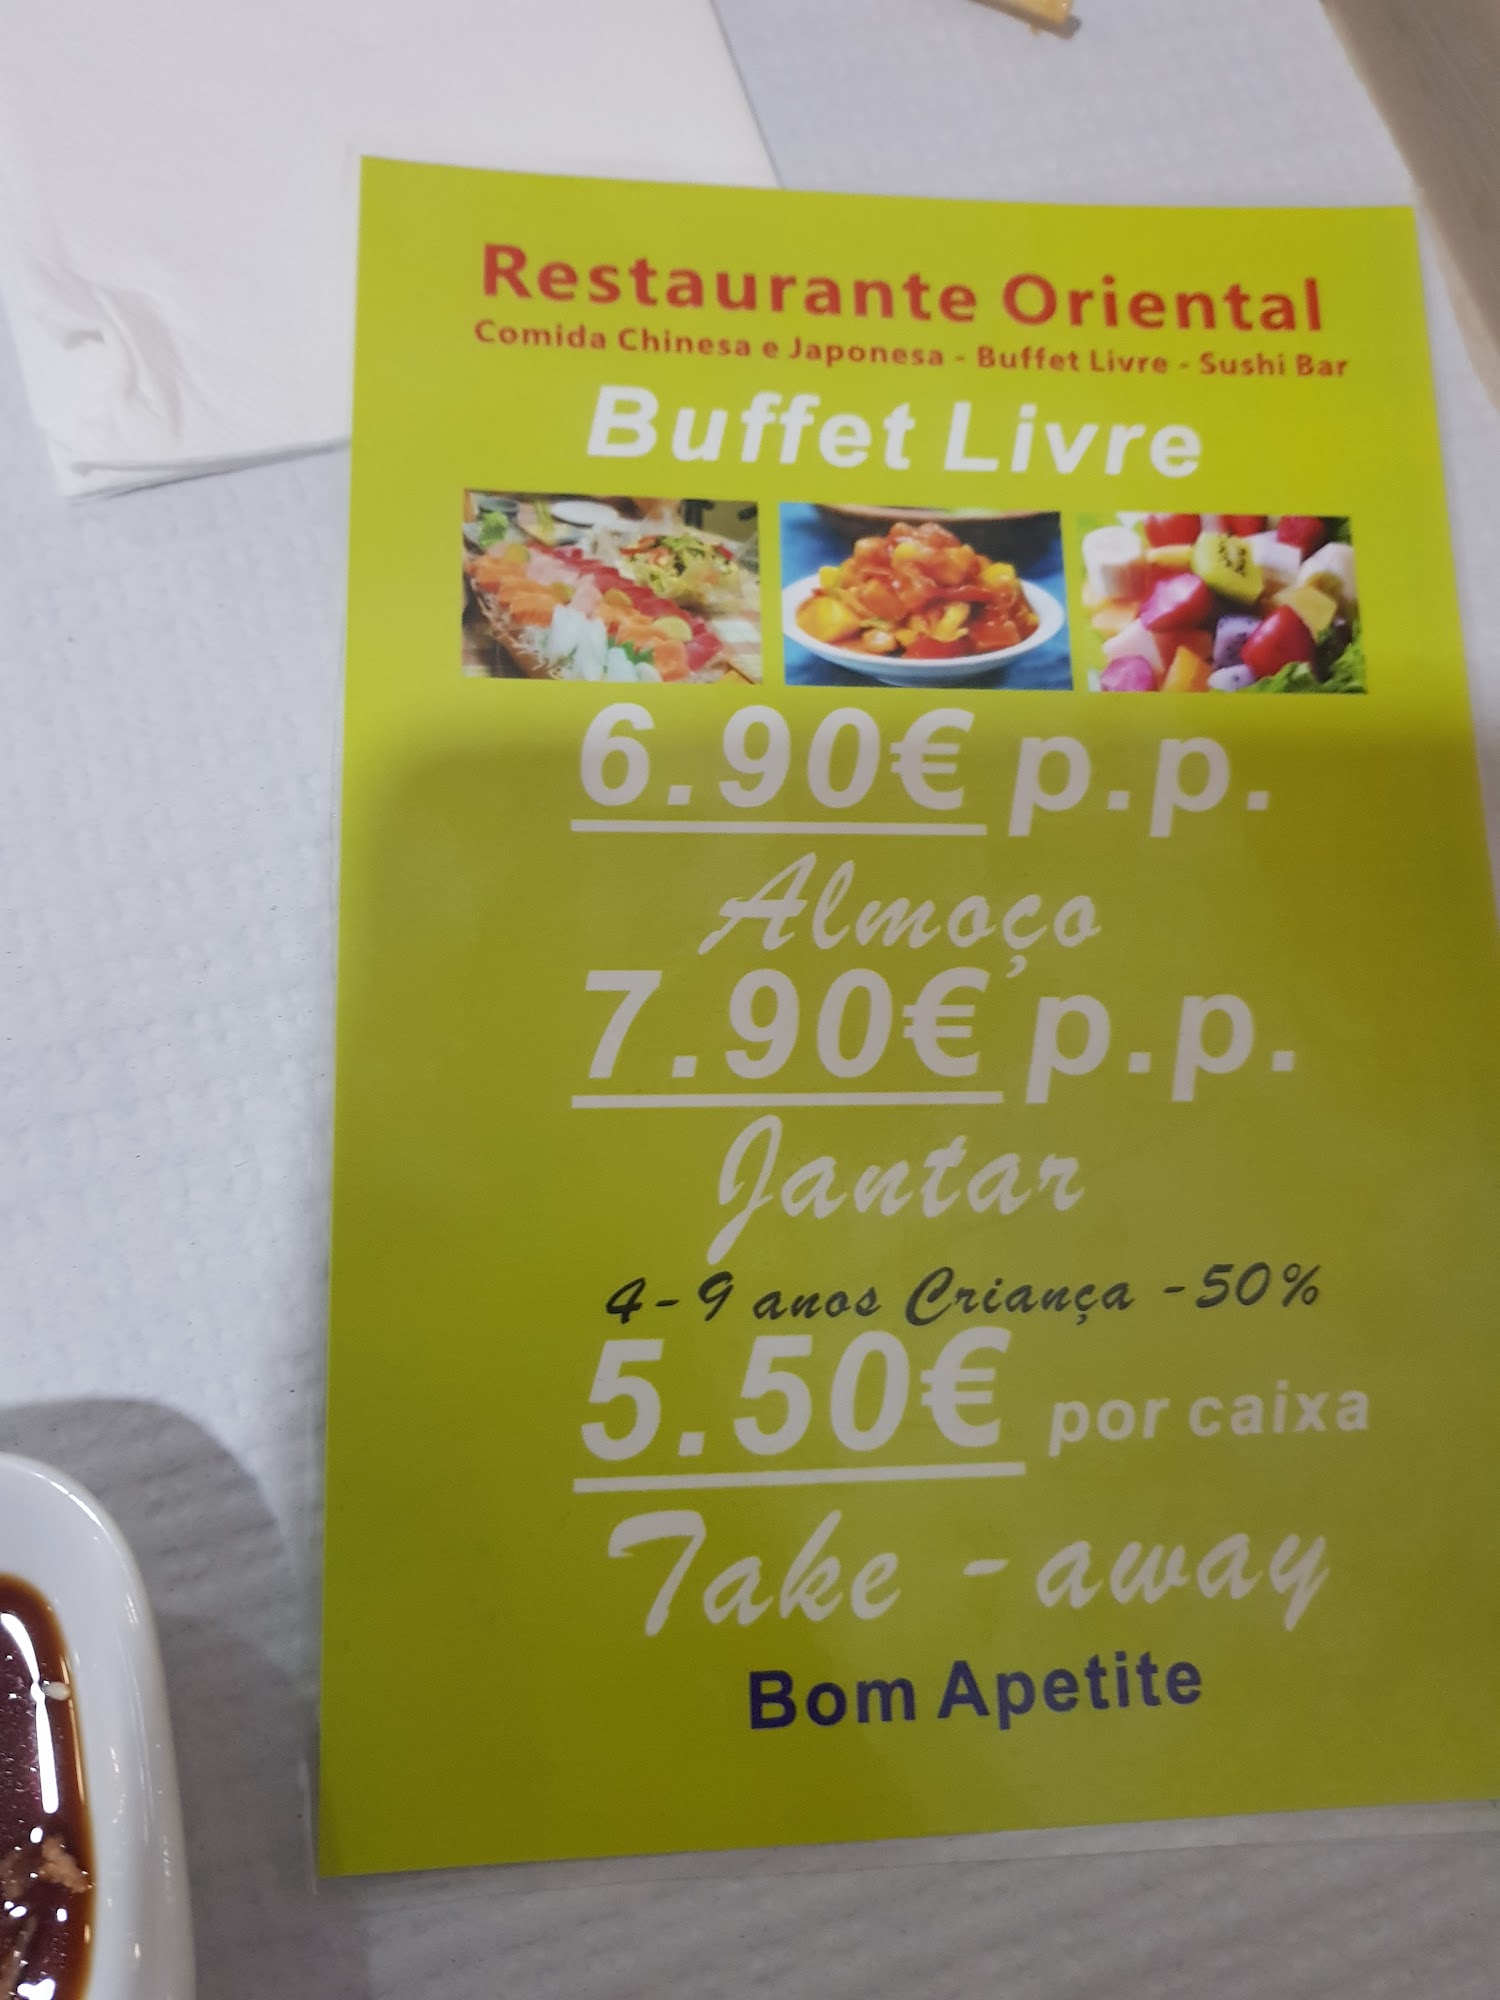 Restaurante Oriental
Comida Chinesa e Japonesa - Buffet Livre - Sushi Bar
Buffet Livre
6.90€ p.p.
Almoço
7.90€ p.p.
Jantar
4-9 anos Criança -50%
5.50€ por caixa
Take-away
Bom Apetite